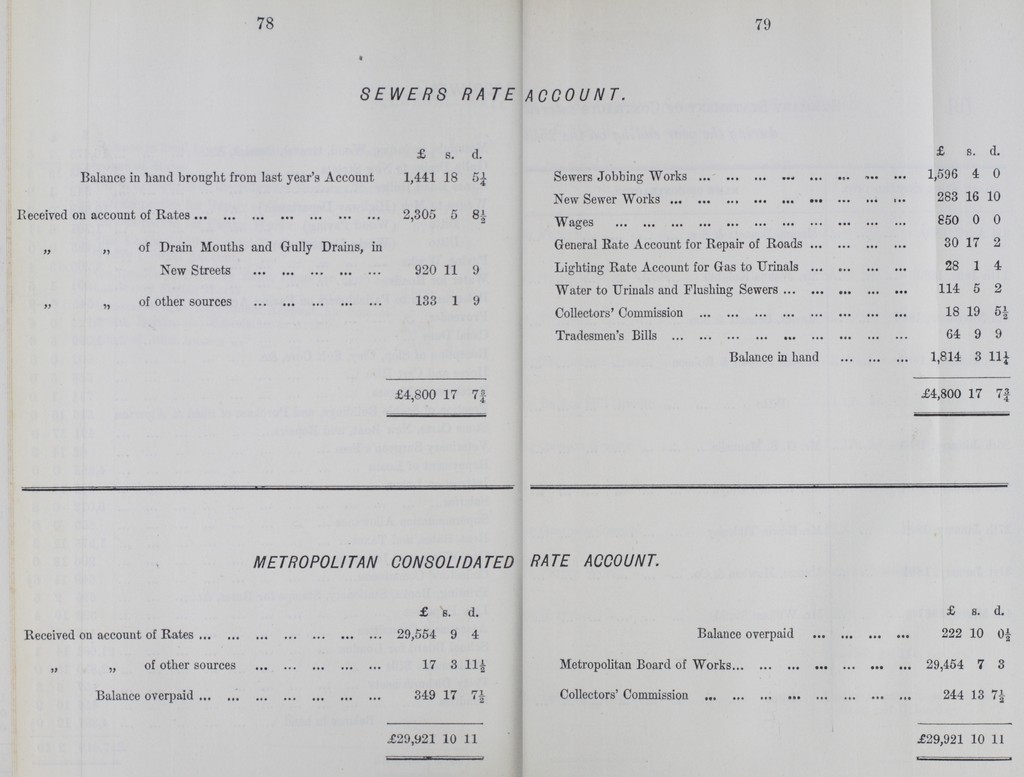 78
79
SEWERS RATE ACCOUNT.
£ s. d.
Balance in hand brought from last year's Account 1,441 18 5¼
Received on account of Rates ... ... ... ... ... ... ... 2,305 5 8½
„ „ of Drain Mouths and Gully Drains, in
New Streets ... ... ... ... ... 920 11 9
„ „ of other sources ... ... ... ... ... 133 1 9
£4,800 17 7¾
£ s. d.
Sewers Jobbing Works ... ... ... ... ... ... ... ... 1,596 4 0
New Sewer Works ... ... ... ... ... ... ... ... ... 283 16 10
Wages ... ... ... ... ... ... ... ... ... ... ... 850 0 0
General Rate Account for Repair of Roads ... ... ... ... 30 17 2
Lighting Rate Account for Gas to Urinals ... ... ... ... 28 1 4
Water to Urinals and Flushing Sewers ... ... ... ... ... 114 5 2
Collectors' Commission ... ... ... ... ... ... ... ... 18 19 5½
Tradesmen's Bills ... ... ... ... ... ... ... ... ... 64 9 9
Balance in hand ... ... ... 1,814 3 11¼
£4,800 17 7¾
METROPOLITAN CONSOLIDATED RATE ACCOUNT.
£ s. d.
Received on account of Rates ... ... ... ... ... ... ... 29,554 9 4
„ „ of other sources ... ... ... ... ... 17 3 11½
Balance overpaid ... ... ... ... ... ... ... 349 17 7½
£29,921 10 11
£ s. d.
Balance overpaid ... ... ... ... 222 10 0½
Metropolitan Board of Works... ... ... ... ... ... ... 29,454 7 3
Collectors' Commission ... ... ... ... ... ... ... ... 244 13 7½
£29,921 10 11